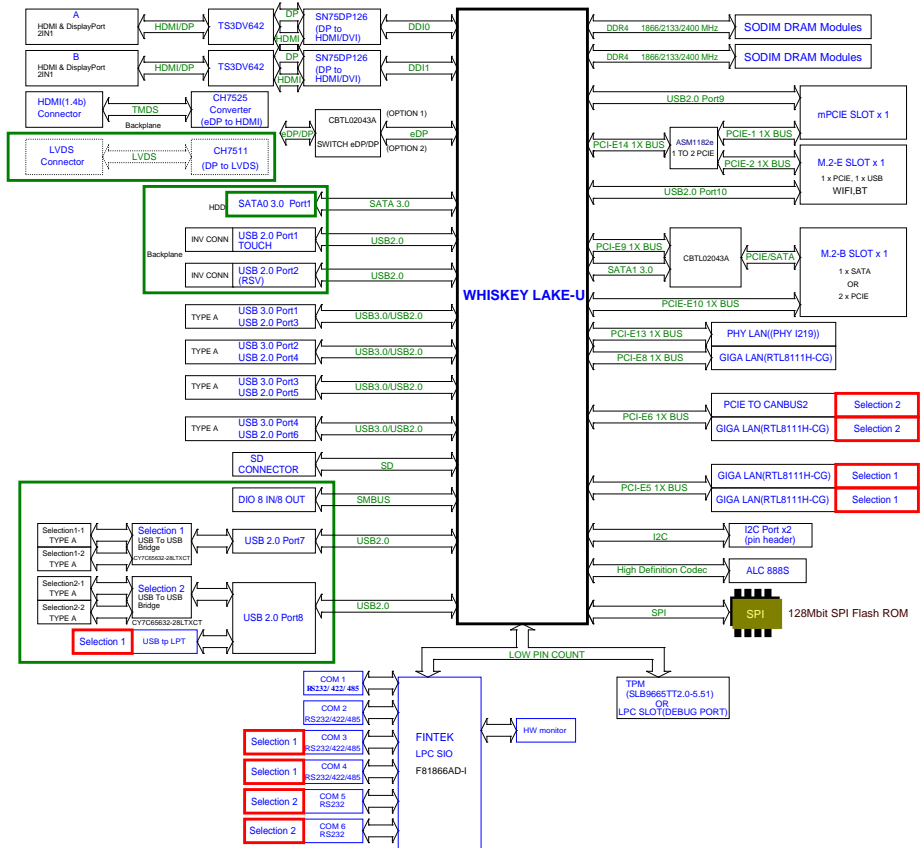 A
HDMI & DisplayPort
2IN1
HDMI/DP
TS3DV642
DP
HDMI
SN75DP126
(DP to
HDMI/DVI)
DDI0
B
HDMI & DisplayPort
2IN1
HDMI/DP
TS3DV642
DP
HDMI
SN75DP126
(DP to
HDMI/DVI)
DDI1
HDMI(1.4b)
Connector
TMDS
Backplane
CH7525
Converter
(eDP to HDMI)
eDP/DP
CBTL02043A
SWITCH eDP/DP
(OPTION 1)
eDP
(OPTION 2)
LVDS
Connector
LVDS
CH7511
(DP to LVDS)
HDD
SATA0 3.0 Port1
SATA 3.0
Backplane
INV CONN
USB 2.0 Port1
TOUCH
USB2.0
INV CONN
USB 2.0 Port2
(RSV)
USB2.0
TYPE A
USB 3.0 Port1
USB 2.0 Port3
USB3.0/USB2.0
TYPE A
USB 3.0 Port2
USB 2.0 Port4
USB3.0/USB2.0
TYPE A
USB 3.0 Port3
USB 2.0 Port5
USB3.0/USB2.0
TYPE A
USB 3.0 Port4
USB 2.0 Port6
USB3.0/USB2.0
SD
CONNECTOR
SD
DIO 8 IN/8 OUT
SMBUS
Selection1-1
TYPE A
Selection1-2
TYPE A
Selection 1
USB To USB
Bridge
CY7C65632-28LTXCT
USB 2.0 Port7
USB2.0
Selection2-1
TYPE A
Selection2-2
TYPE A
Selection 2
USB To USB
Bridge
CY7C65632-28LTXCT
USB 2.0 Port8
USB2.0
Selection 1
USB tp LPT
WHISKEY LAKE-U
DDR4 1866/2133/2400 MHz
SODIM DRAM Modules
DDR4 1866/2133/2400 MHz
SODIM DRAM Modules
USB2.0 Port9
mPCIE SLOT x 1
PCI-E14 1X BUS
ASM1182e
1 TO 2 PCIE
PCIE-1 1X BUS
PCIE-2 1X BUS
M.2-E SLOT x 1
1 x PCIE, 1 x USB
WIFI,BT
USB2.0 Port10
PCI-E9 1X BUS
SATA1 3.0
CBTL02043A
PCIE/SATA
M.2-B SLOT x 1
1 x SATA
OR
2 x PCIE
PCIE-E10 1X BUS
PCI-E13 1X BUS
PHY LAN((PHY I219))
PCI-E8 1X BUS
GIGA LAN(RTL8111H-CG)
PCI-E6 1X BUS
PCIE TO CANBUS2
Selection 2
GIGA LAN(RTL8111H-CG)
Selection 2
PCI-E5 1X BUS
GIGA LAN(RTL8111H-CG)
Selection 1
GIGA LAN(RTL8111H-CG)
Selection 1
I2C
I2C Port x2
(pin header)
High Definition Codec
ALC 888S
SPI
SPI
128Mbit SPI Flash ROM
LOW PIN COUNT
TPM
(SLB9665TT2.0-5.51)
OR
LPC SLOT(DEBUG PORT)
COM 1
RS232/ 422/ 485
COM 2
RS232/422/485
Selection 1
COM 3
RS232/422/485
Selection 1
COM 4
RS232/422/485
Selection 2
COM 5
RS232
Selection 2
COM 6
RS232
FINTEK
LPC SIO
F81866AD-I
HW monitor